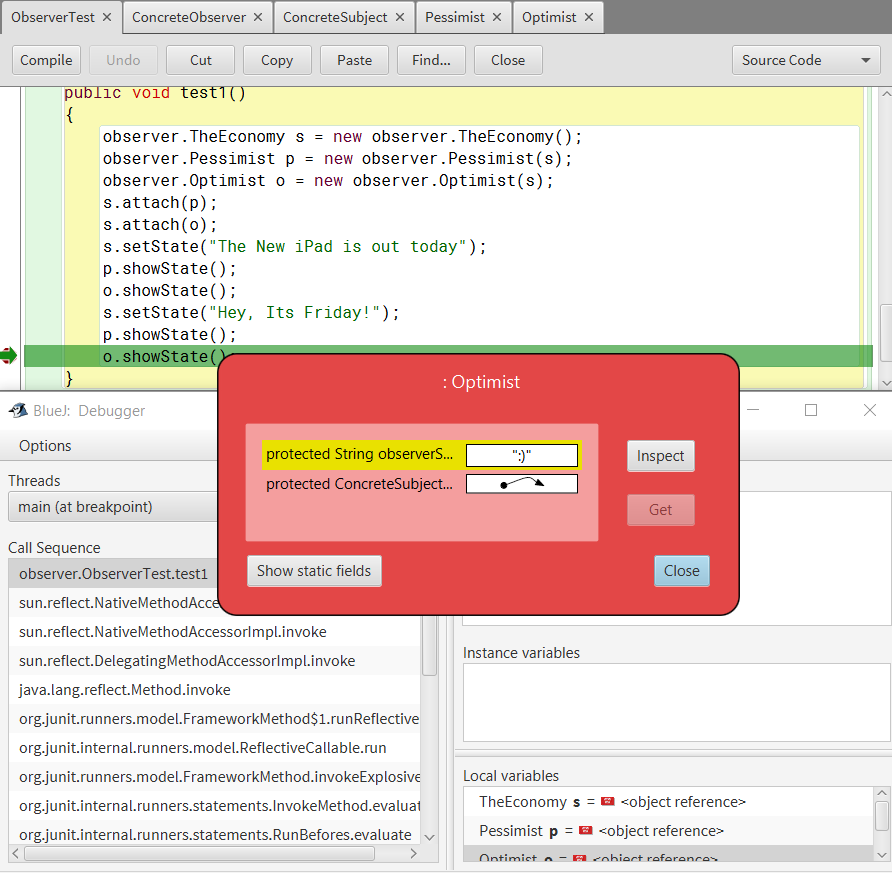 ObserverTest × ConcreteObserver × ConcreteSubject × Pessimist × Optimist ×
Compile Undo Cut Copy Paste Find... Close Source Code
public void test1()
{
observer.TheEconomy s = new observer.TheEconomy();
observer.Pessimist p = new observer.Pessimist(s);
observer.Optimist o = new observer.Optimist(s);
s.attach(p);
s.attach(o);
s.setState("The New iPad is out today");
p.showState();
o.showState();
s.setState("Hey, Its Friday!");
p.showState();
o.showState()
}
: Optimist
protected String observerS... ":)"
protected ConcreteSubject...
Inspect
Get
Show static fields
Close
BlueJ: Debugger
Options
Threads
main (at breakpoint)
Call Sequence
observer.ObserverTest.test1
sun.reflect.NativeMethodAcce
sun.reflect.NativeMethodAccessorImpl.invoke
sun.reflect.DelegatingMethodAccessorImpl.invoke
java.lang.reflect.Method.invoke
org.junit.runners.model.FrameworkMethod$1.runReflective
org.junit.internal.runners.model.ReflectiveCallable.run
org.junit.runners.model.FrameworkMethod.invokeExplosive
org.junit.internal.runners.statements.InvokeMethod.evaluat
org.junit.internal.runners.statements.RunBefores.evaluate
Instance variables
Local variables
TheEconomy s = <object reference>
Pessimist p = <object reference>
Optimist o = <object reference>